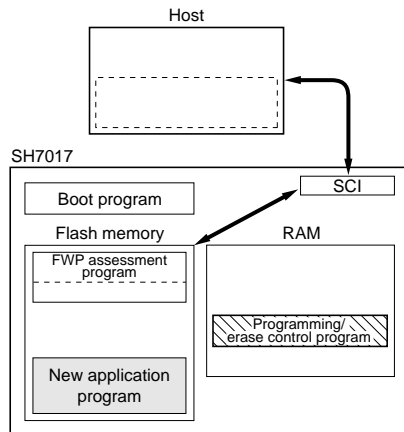 Host
SH7017
SCI
Boot program
Flash memory
RAM
FWP assessment
program
Programming/
erase control program
New application
program